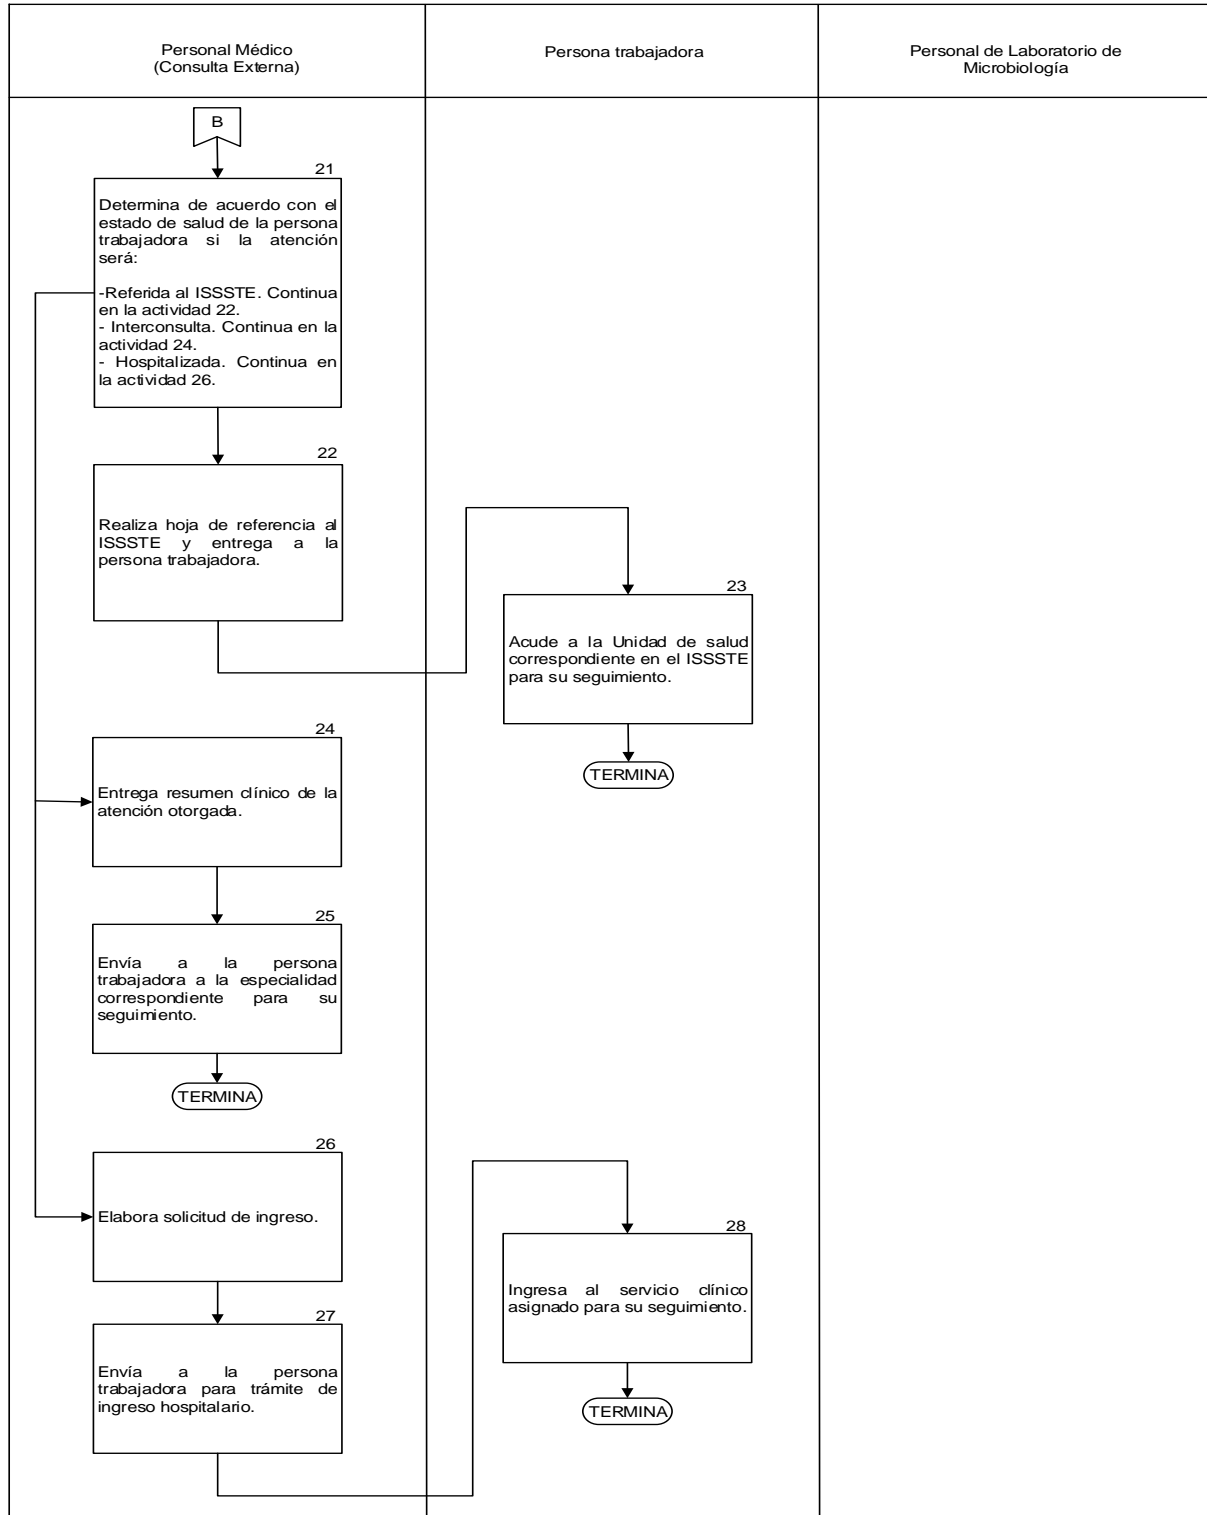 Personal Médico
(Consulta Externa)
Persona trabajadora
Personal de Laboratorio de
Microbiología
B
21
Determina de acuerdo con el
estado de salud de la persona
trabajadora si la atención
será:
-Referida al ISSSTE. Continua
en la actividad 22.
- Interconsulta. Continua en la
actividad 24.
- Hospitalizada. Continua en
la actividad 26.
22
Realiza hoja de referencia al
ISSSTE y entrega a la
persona trabajadora.
23
Acude a la Unidad de salud
correspondiente en el ISSSTE
para su seguimiento.
TERMINA
24
Entrega resumen clínico de la
atención otorgada.
25
Envía a la persona
trabajadora a la especialidad
correspondiente para su
seguimiento.
TERMINA
26
Elabora solicitud de ingreso.
27
Envía a la persona
trabajadora para trámite de
ingreso hospitalario.
28
Ingresa al servicio clínico
asignado para su seguimiento.
TERMINA